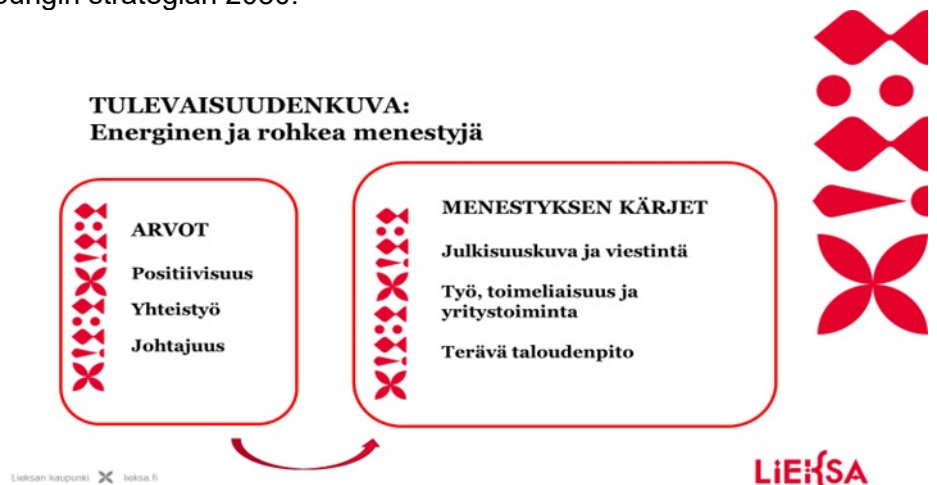 TULEVAISUUDENKUVA:
Energinen ja rohkea menestyjä
ARVOT
Positiivisuus
Yhteistyö
Johtajuus
MENESTYKSEN KÄRJET
Julkisuuskuva ja viestintä
Työ, toimeliaisuus ja
yritystoiminta
Terävä taloudenpito
Lieksan kaupunki lieksa.fi
LiEKSA